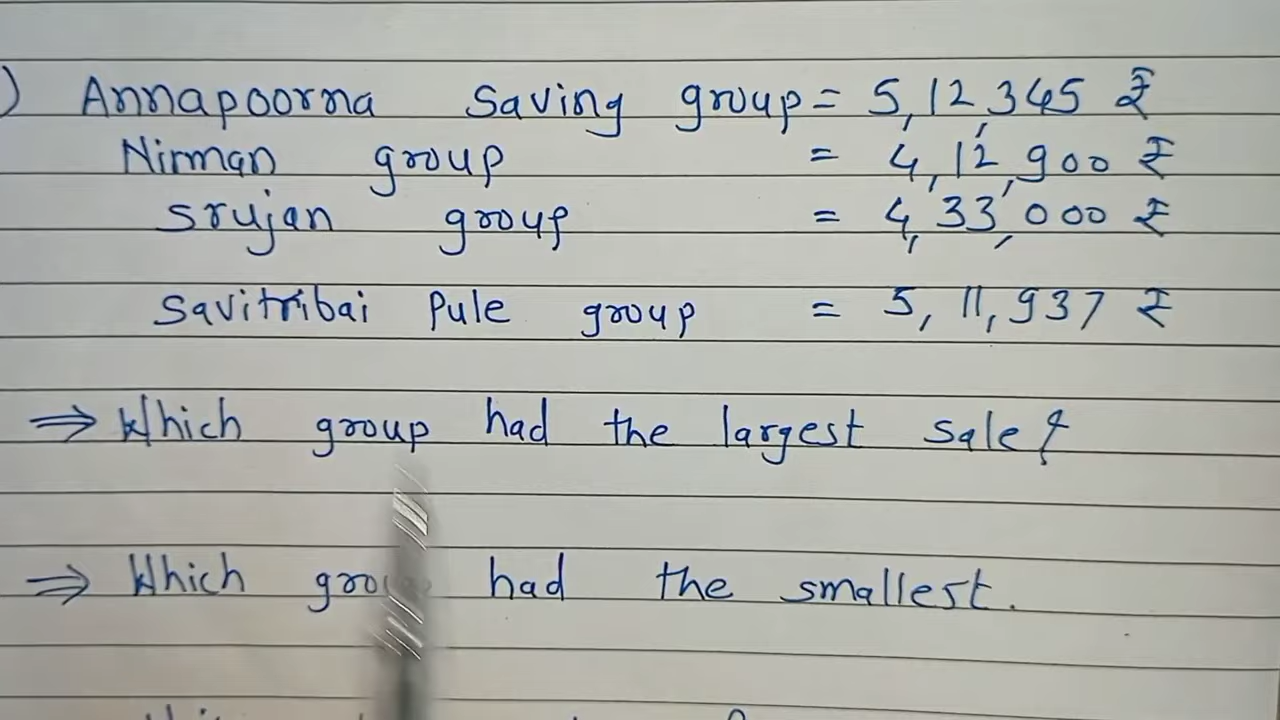 ) Annapoorna Saving group = 5,12,345 ₹
Nirman group = 4,12,900 ₹
Srujan group = 4,33,000 ₹
Savitribai Pule group = 5,11,937 ₹
⇒ Which group had the largest sale?
⇒ Which had the smallest.